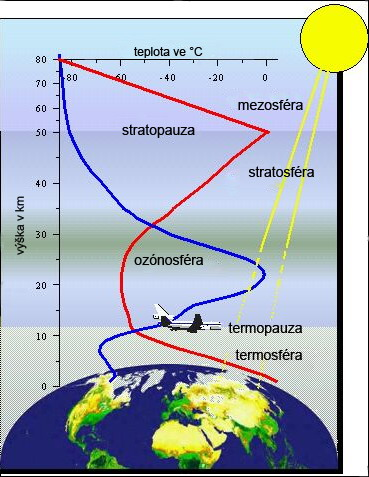 teplota ve °C
80 -80 -60 -40 -20 0
70
mezosféra
60
stratopauza
50
stratosféra
40
výška v km
30
ozónosféra
20
termopauza
10
termosféra
0